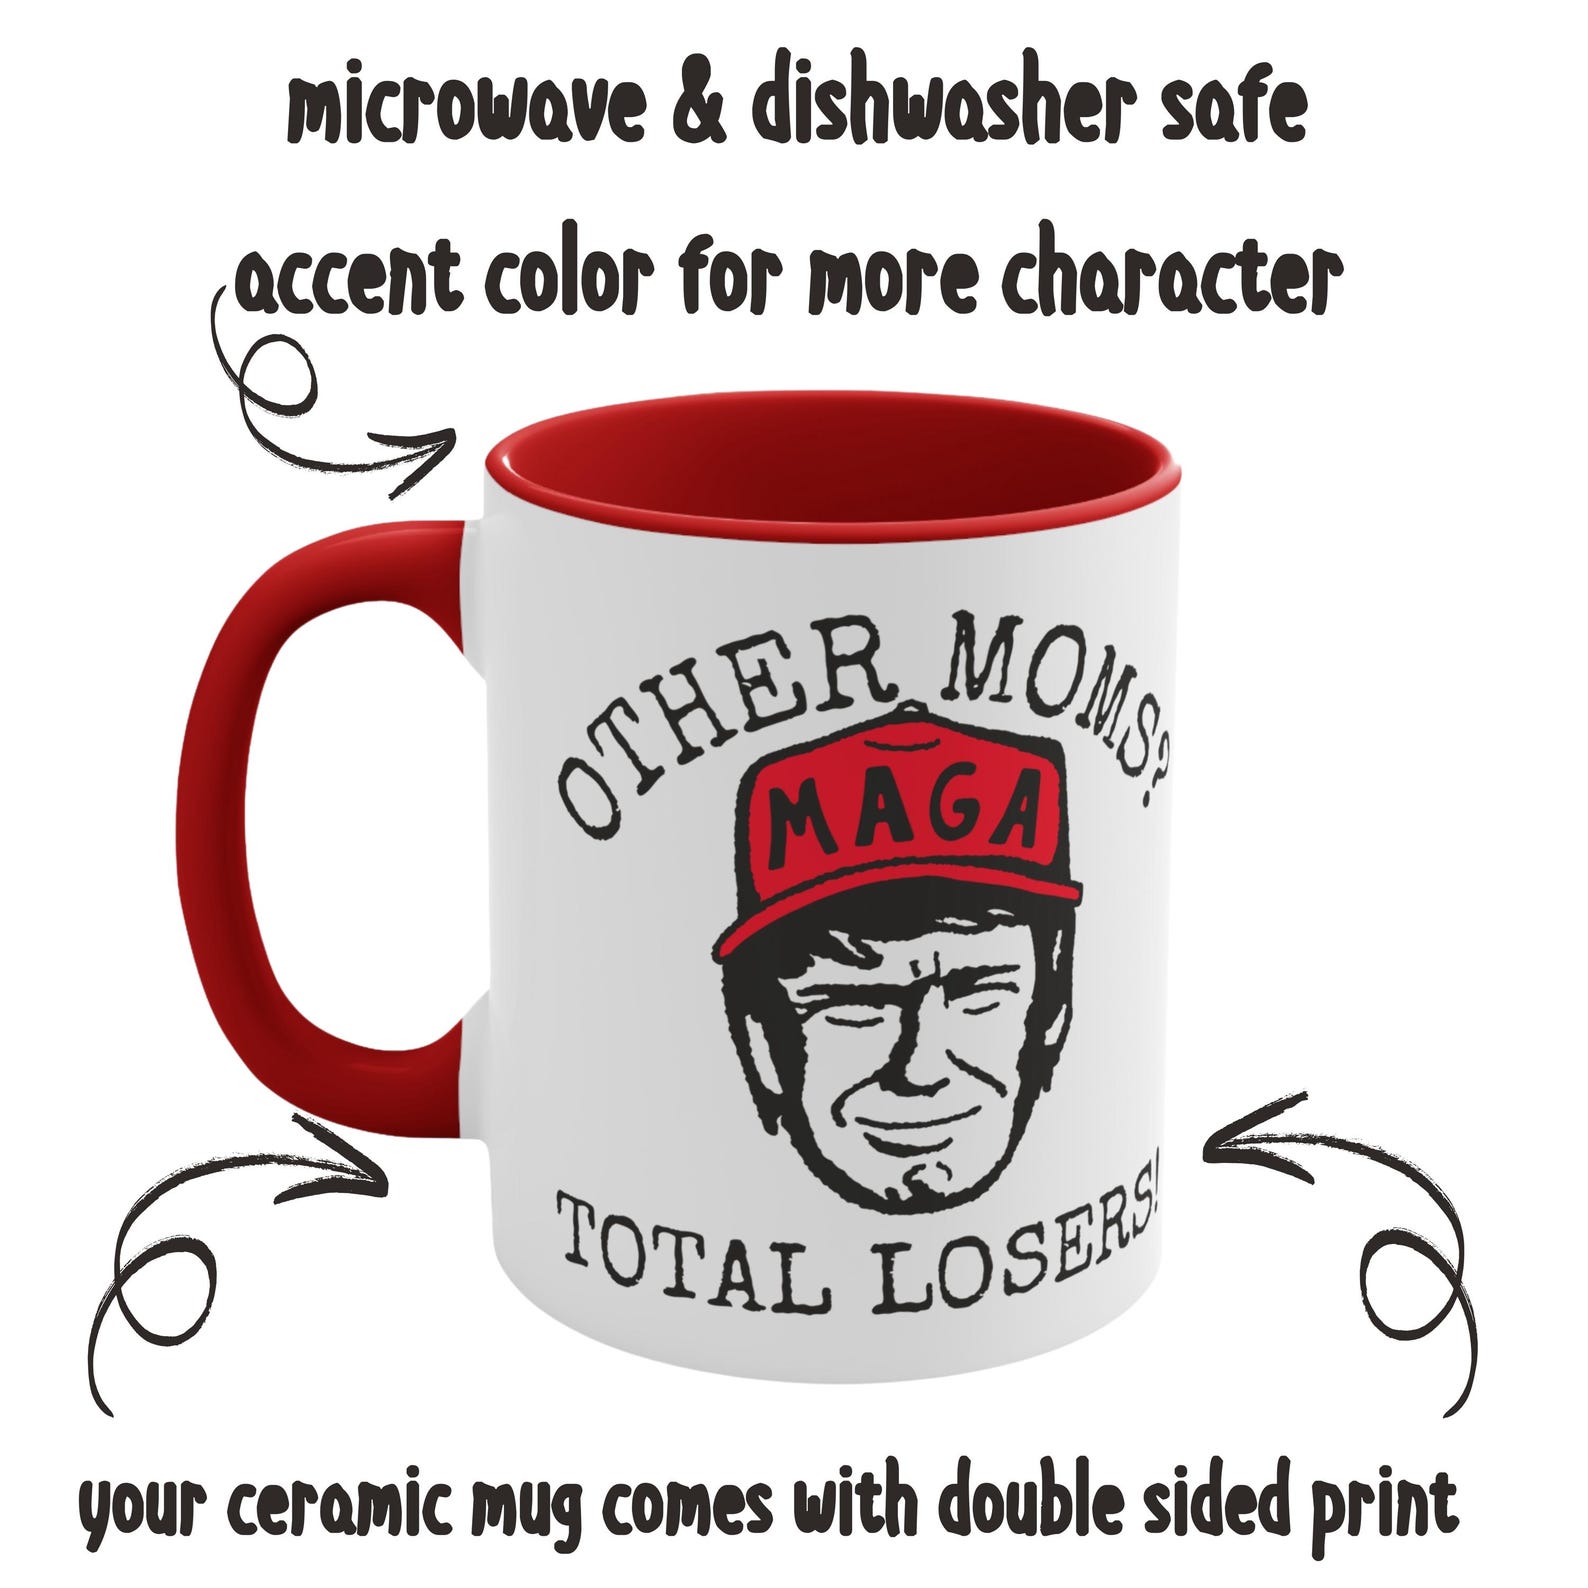 microwave & dishwasher safe
accent color for more character
OTHER MOMS?
MAGA
TOTAL LOSERS!
your ceramic mug comes with double sided print